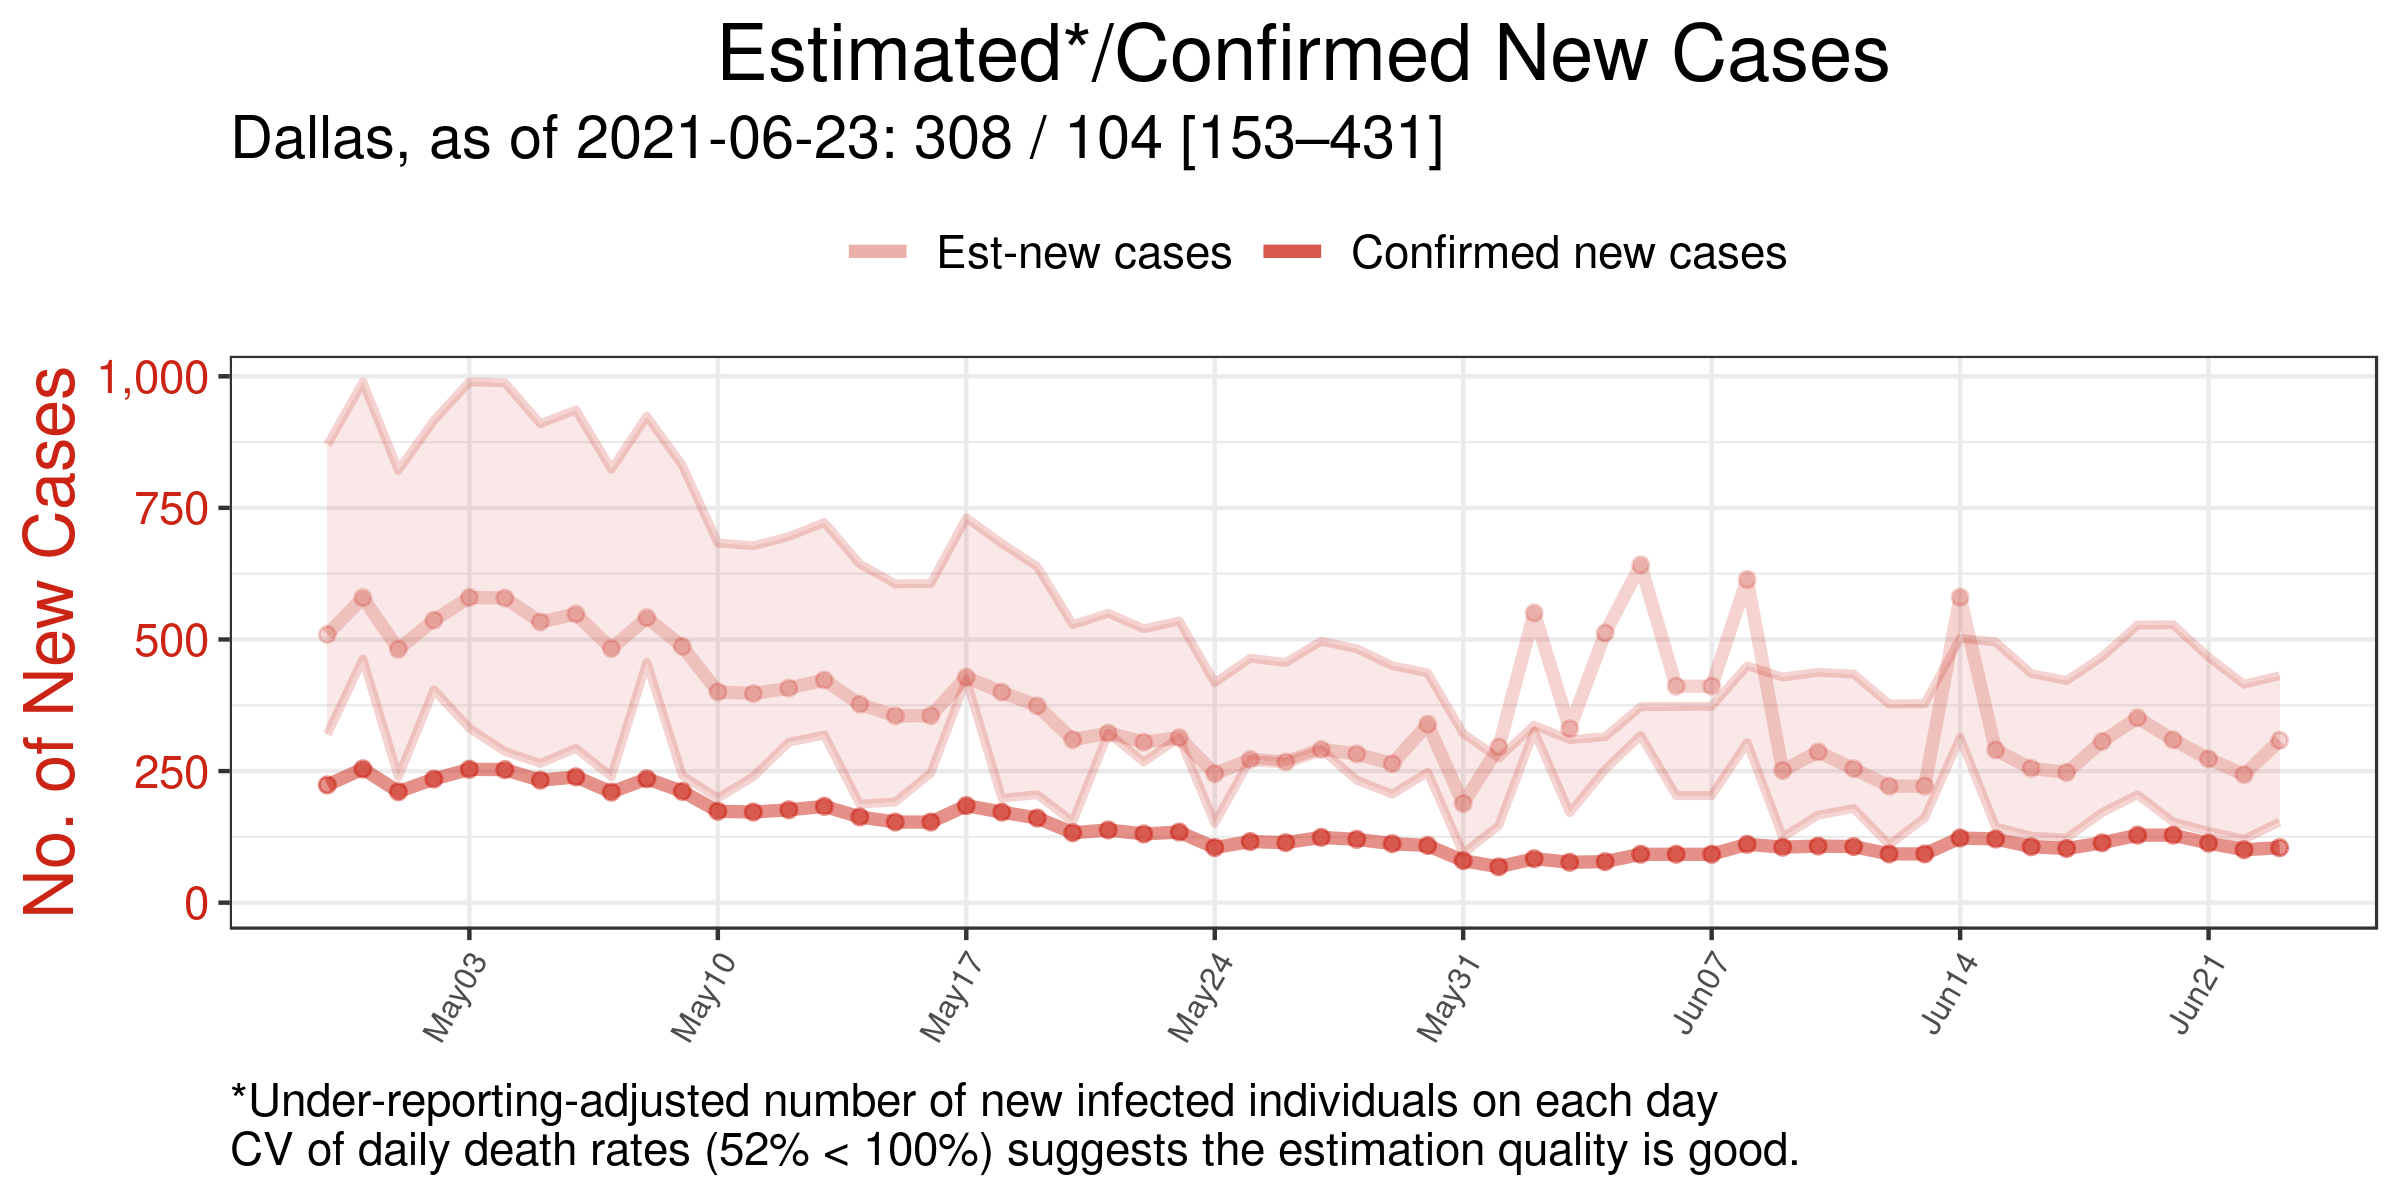 Estimated*/Confirmed New Cases
Dallas, as of 2021-06-23: 308 / 104 [153–431]
Est-new cases Confirmed new cases
No. of New Cases
1,000
750
500
250
0
May03 May10 May17 May24 May31 Jun07 Jun14 Jun21
*Under-reporting-adjusted number of new infected individuals on each day
CV of daily death rates (52% < 100%) suggests the estimation quality is good.